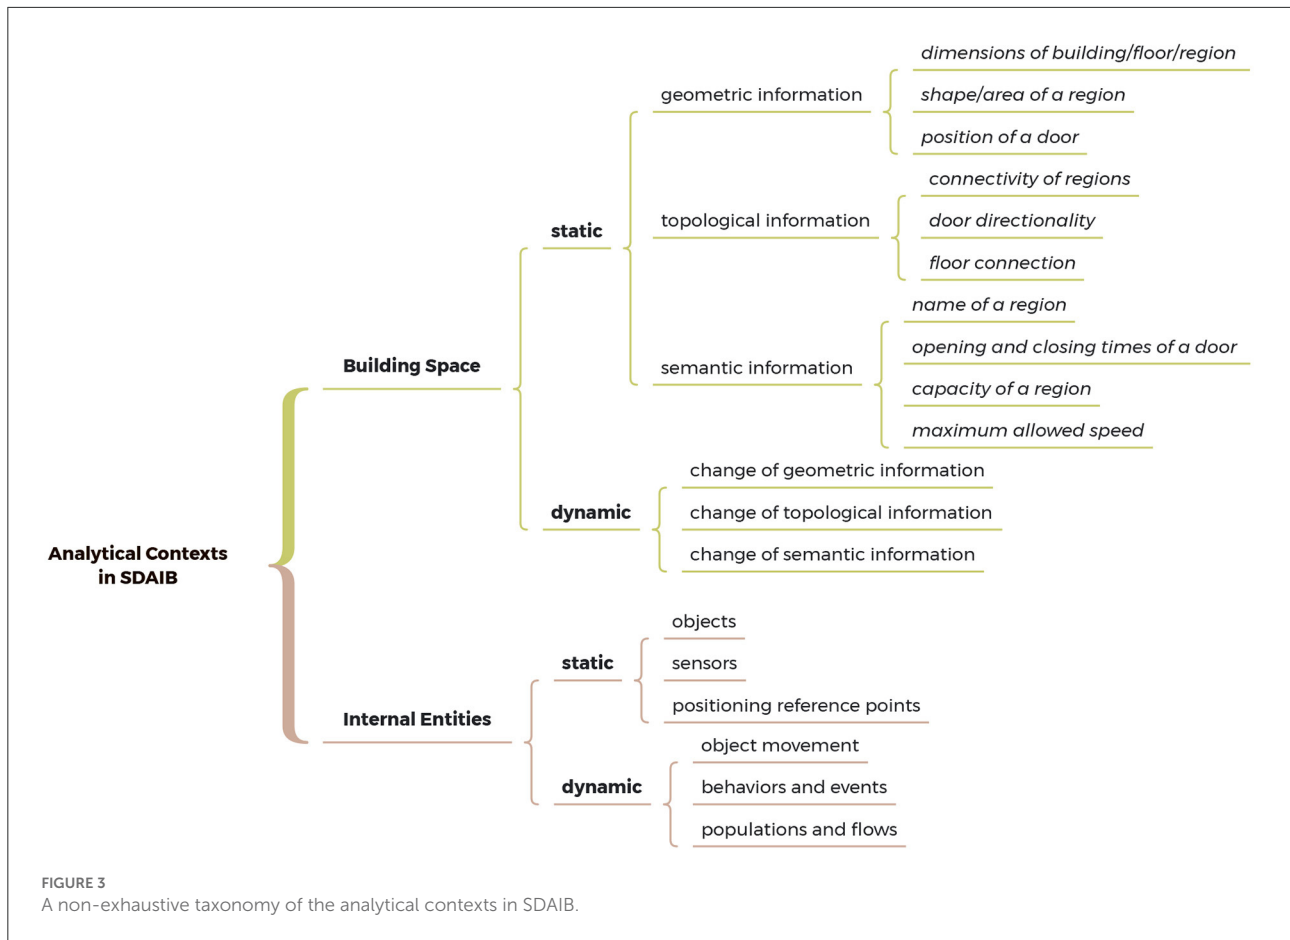 dimensions of building/floor/region
geometric information
shape/area of a region
position of a door
connectivity of regions
static
topological information
door directionality
floor connection
name of a region
Building Space
semantic information
opening and closing times of a door
capacity of a region
maximum allowed speed
change of geometric information
dynamic
change of topological information
change of semantic information
Analytical Contexts
in SDAIB
objects
static
sensors
positioning reference points
Internal Entities
object movement
dynamic
behaviors and events
populations and flows
FIGURE 3
A non-exhaustive taxonomy of the analytical contexts in SDAIB.